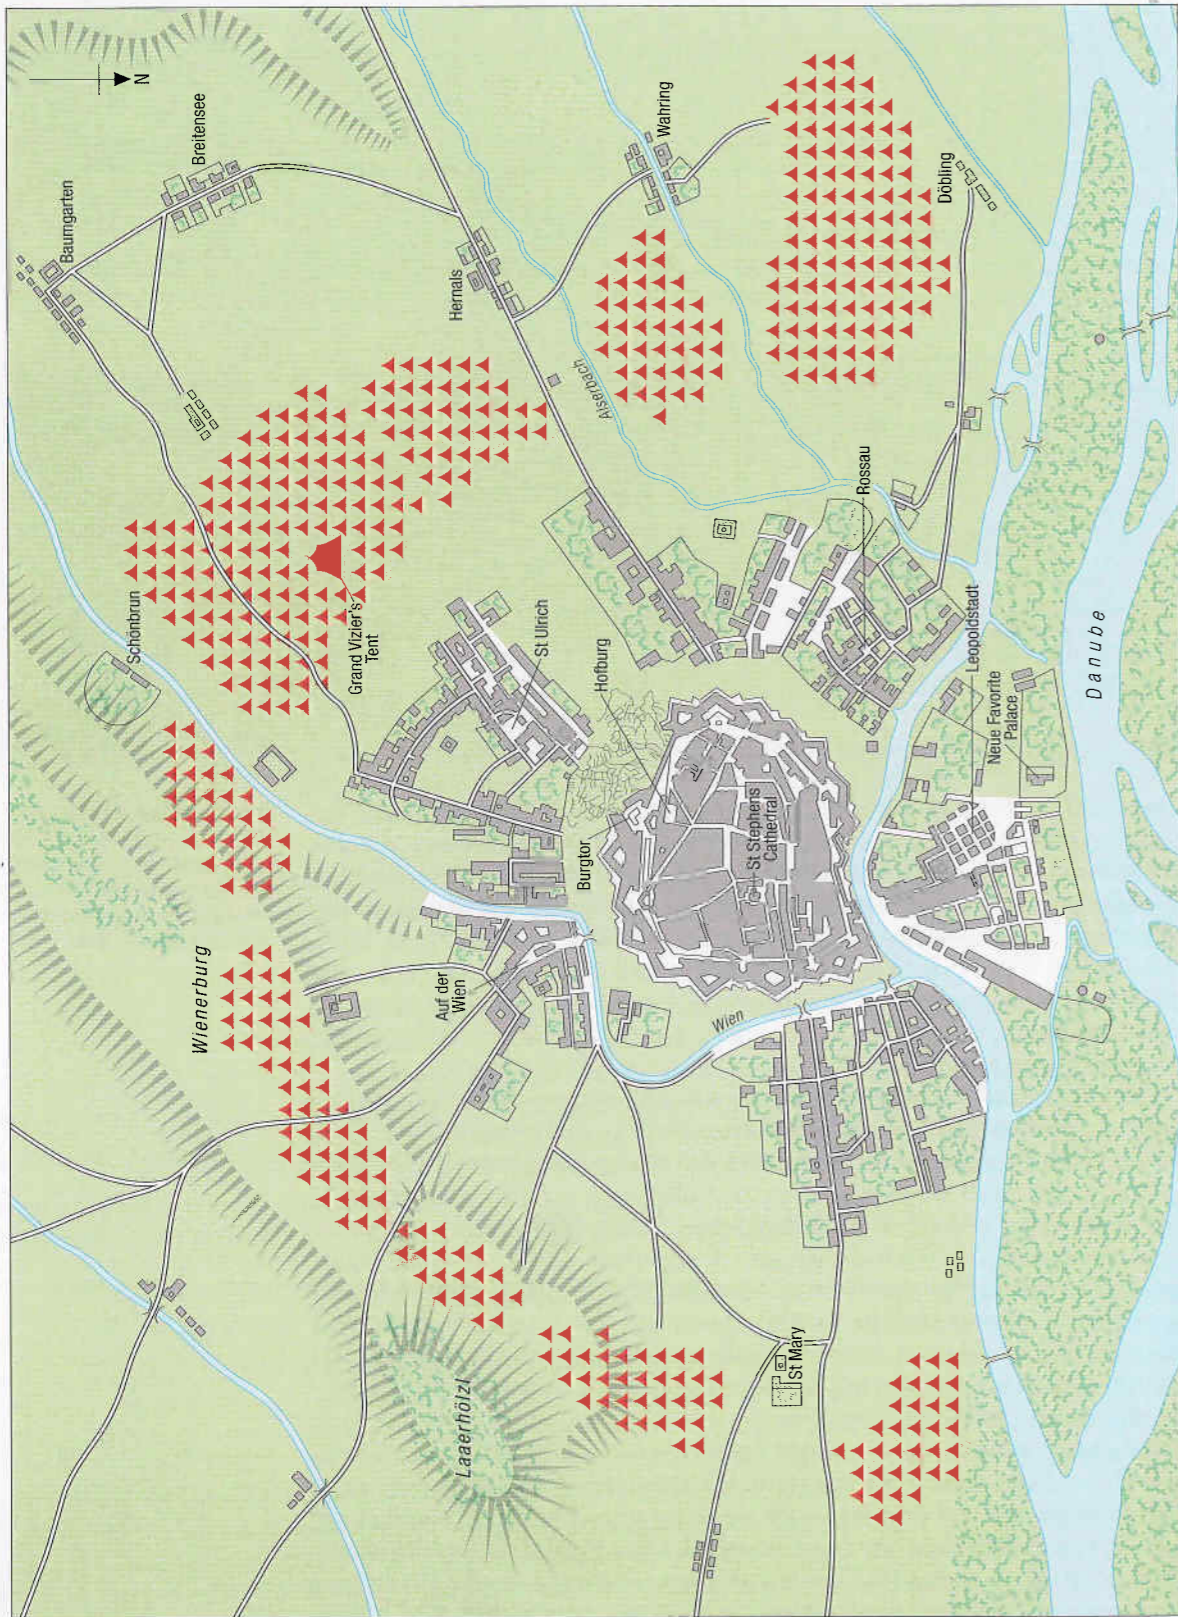 N
Breitensee
Baumgarten
Wahring
Döbling
Hernals
Alserbach
Rossau
Schönbrun
Grand Vizier's
Tent
St Ulrich
Hofburg
Leopoldstadt
Neue Favorite
Palace
Danube
Burgtor
St Stephens
Cathedral
Wienerburg
Auf der
Wien
Wien
Laaerhölzl
St Mary